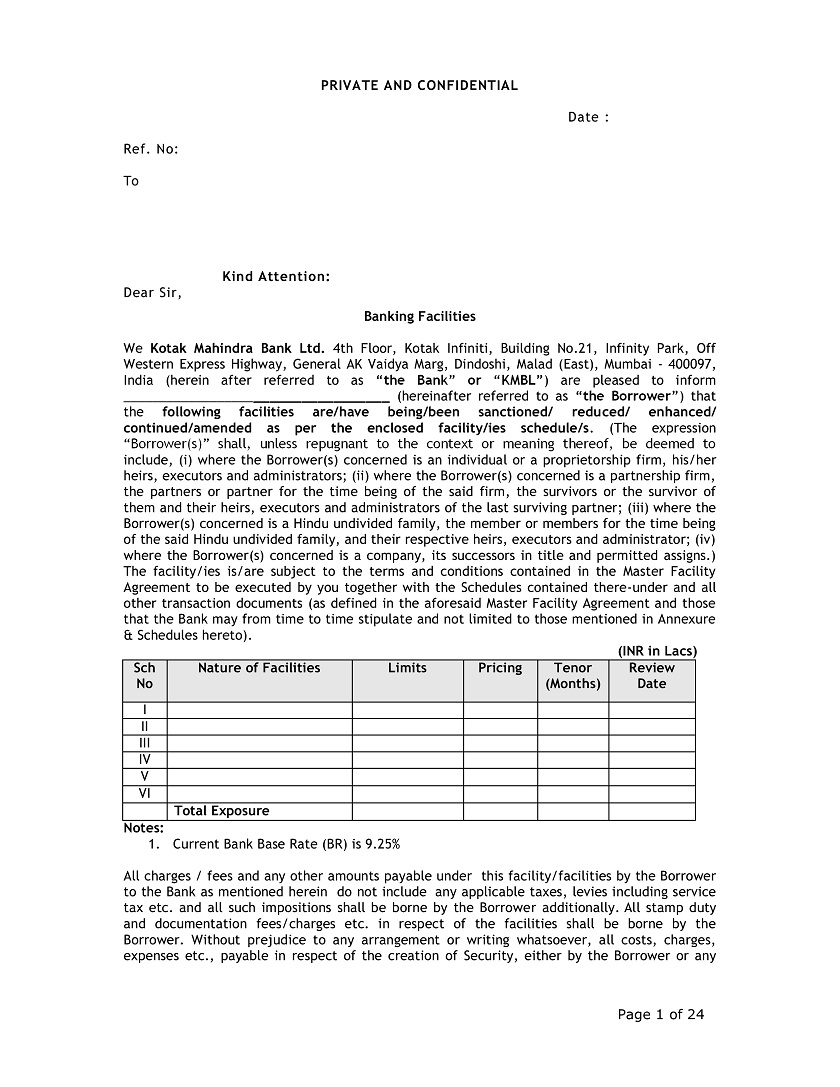 PRIVATE AND CONFIDENTIAL
Date :
Ref. No:
To
Kind Attention:
Dear Sir,
Banking Facilities
We Kotak Mahindra Bank Ltd. 4th Floor, Kotak Infiniti, Building No.21, Infinity Park, Off
Western Express Highway, General AK Vaidya Marg, Dindoshi, Malad (East), Mumbai - 400097,
India (herein after referred to as “the Bank” or “KMBL”) are pleased to inform
__________________________________ (hereinafter referred to as “the Borrower”) that
the following facilities are/have being/been sanctioned/ reduced/ enhanced/
continued/amended as per the enclosed facility/ies schedule/s. (The expression
“Borrower(s)” shall, unless repugnant to the context or meaning thereof, be deemed to
include, (i) where the Borrower(s) concerned is an individual or a proprietorship firm, his/her
heirs, executors and administrators; (ii) where the Borrower(s) concerned is a partnership firm,
the partners or partner for the time being of the said firm, the survivors or the survivor of
them and their heirs, executors and administrators of the last surviving partner; (iii) where the
Borrower(s) concerned is a Hindu undivided family, the member or members for the time being
of the said Hindu undivided family, and their respective heirs, executors and administrator; (iv)
where the Borrower(s) concerned is a company, its successors in title and permitted assigns.)
The facility/ies is/are subject to the terms and conditions contained in the Master Facility
Agreement to be executed by you together with the Schedules contained there-under and all
other transaction documents (as defined in the aforesaid Master Facility Agreement and those
that the Bank may from time to time stipulate and not limited to those mentioned in Annexure
& Schedules hereto).
(INR in Lacs)
Sch No Nature of Facilities Limits Pricing Tenor (Months) Review Date
I
II
III
IV
V
VI
Total Exposure
Notes:
1. Current Bank Base Rate (BR) is 9.25%
All charges / fees and any other amounts payable under this facility/facilities by the Borrower
to the Bank as mentioned herein do not include any applicable taxes, levies including service
tax etc. and all such impositions shall be borne by the Borrower additionally. All stamp duty
and documentation fees/charges etc. in respect of the facilities shall be borne by the
Borrower. Without prejudice to any arrangement or writing whatsoever, all costs, charges,
expenses etc., payable in respect of the creation of Security, either by the Borrower or any
Page 1 of 24